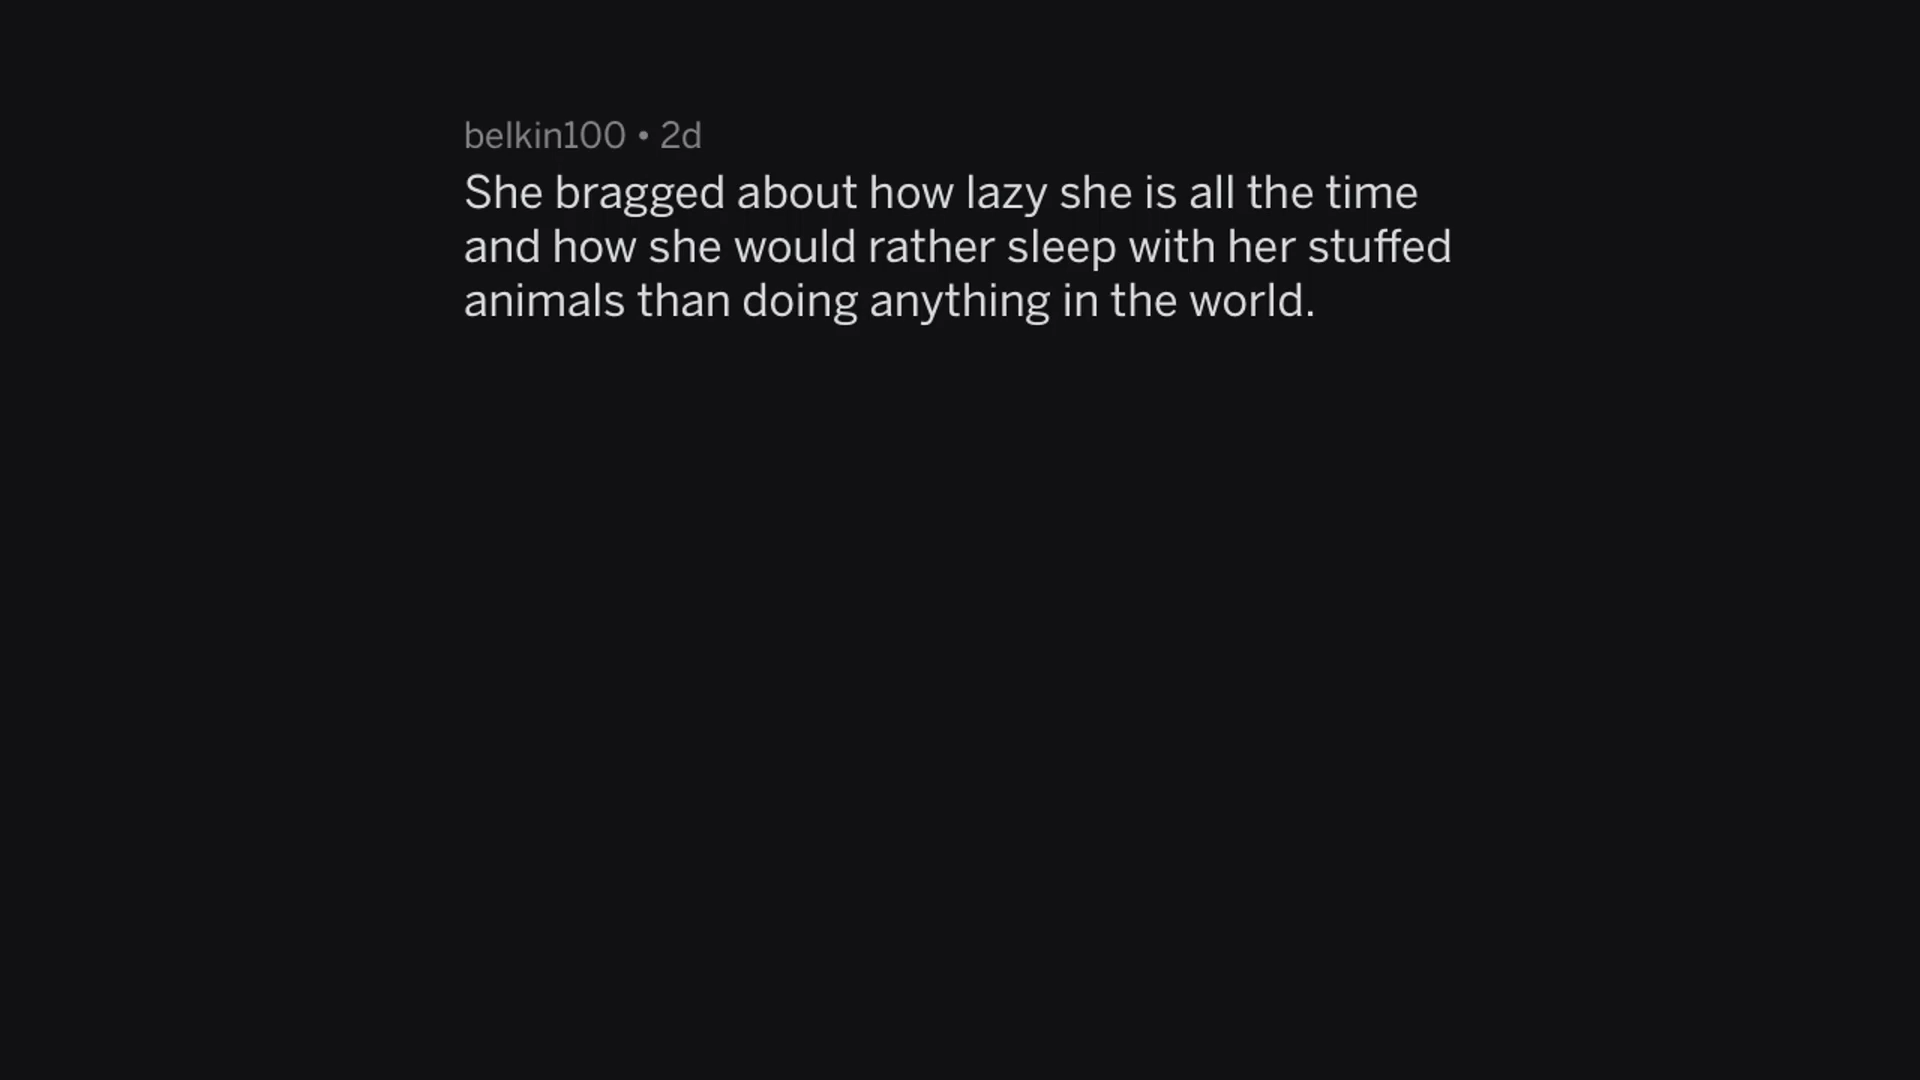 belkin100 • 2d
She bragged about how lazy she is all the time
and how she would rather sleep with her stuffed
animals than doing anything in the world.